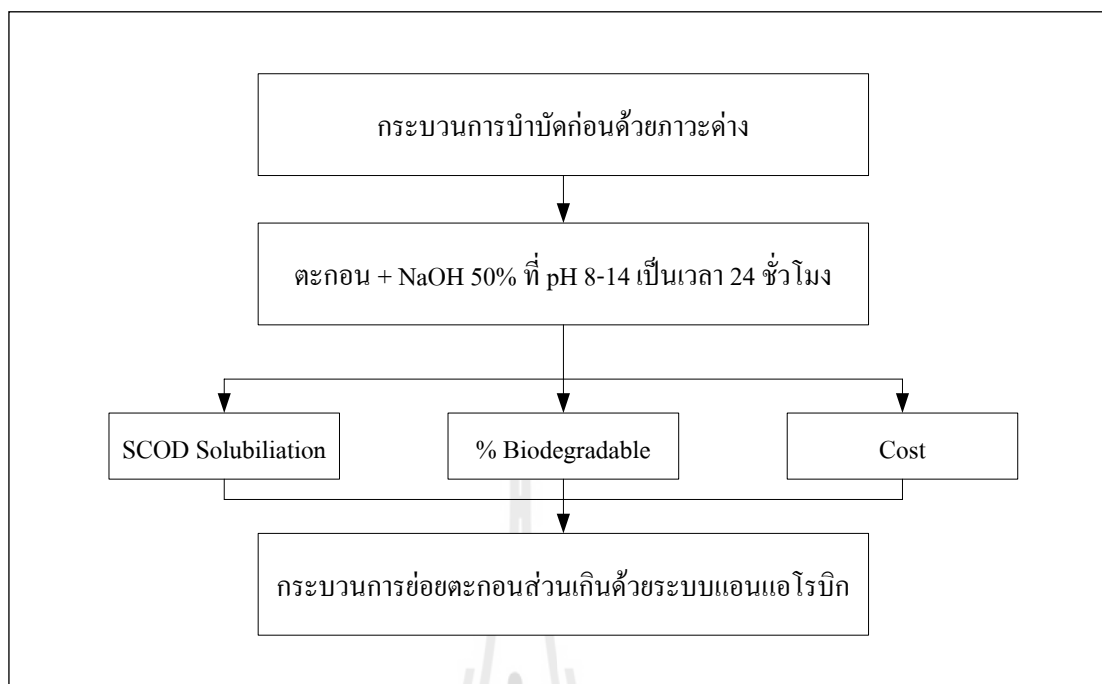 กระบวนการบำบัดก่อนด้วยภาวะด่าง
ตะกอน + NaOH 50% ที่ pH 8-14 เป็นเวลา 24 ชั่วโมง
SCOD Solubiliation
% Biodegradable
Cost
กระบวนการย่อยตะกอนส่วนเกินด้วยระบบแอนแอโรบิก